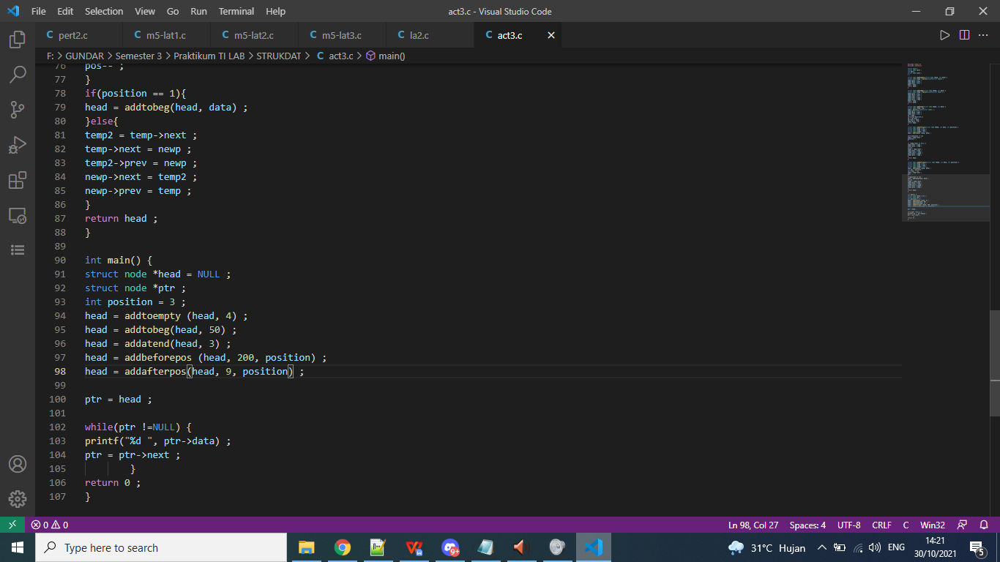 File Edit Selection View Go Run Terminal Help act3.c - Visual Studio Code
pert2.c m5-lat1.c m5-lat2.c m5-lat3.c la2.c act3.c
F: > GUNDAR > Semester 3 > Praktikum TI LAB > STRUKDAT > C act3.c > main()
76 pos-- ;
77 }
78 if(position == 1){
79 head = addtobeg(head, data) ;
80 }else{
81 temp2 = temp->next ;
82 temp->next = newp ;
83 temp2->prev = newp ;
84 newp->next = temp2 ;
85 newp->prev = temp ;
86 }
87 return head ;
88 }
89
90 int main() {
91 struct node *head = NULL ;
92 struct node *ptr ;
93 int position = 3 ;
94 head = addtoempty (head, 4) ;
95 head = addtobeg(head, 50) ;
96 head = addatend(head, 3) ;
97 head = addbeforepos (head, 200, position) ;
98 head = addafterpos(head, 9, position) ;
99
100 ptr = head ;
101
102 while(ptr !=NULL) {
103 printf("%d ", ptr->data) ;
104 ptr = ptr->next ;
105 }
106 return 0 ;
107 }
0 0 Ln 98, Col 27 Spaces: 4 UTF-8 CRLF C Win32
Type here to search 9+ 31°C Hujan ENG 14:21 30/10/2021 5